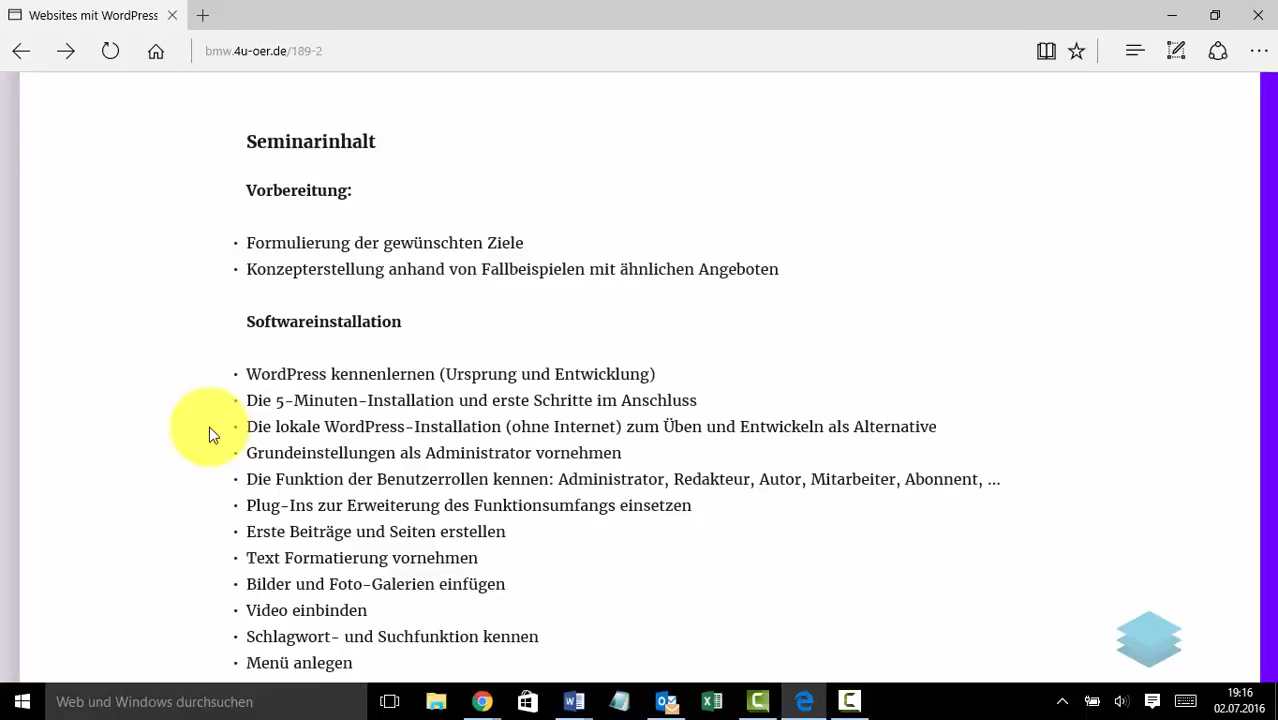 Websites mit WordPress
bmw.4u-oer.de/189-2
Seminarinhalt
Vorbereitung:
· Formulierung der gewünschten Ziele
· Konzepterstellung anhand von Fallbeispielen mit ähnlichen Angeboten
Softwareinstallation
· WordPress kennenlernen (Ursprung und Entwicklung)
· Die 5-Minuten-Installation und erste Schritte im Anschluss
· Die lokale WordPress-Installation (ohne Internet) zum Üben und Entwickeln als Alternative
· Grundeinstellungen als Administrator vornehmen
· Die Funktion der Benutzerrollen kennen: Administrator, Redakteur, Autor, Mitarbeiter, Abonnent, ...
· Plug-Ins zur Erweiterung des Funktionsumfangs einsetzen
· Erste Beiträge und Seiten erstellen
· Text Formatierung vornehmen
· Bilder und Foto-Galerien einfügen
· Video einbinden
· Schlagwort- und Suchfunktion kennen
· Menü anlegen
Web und Windows durchsuchen
19:16
02.07.2016